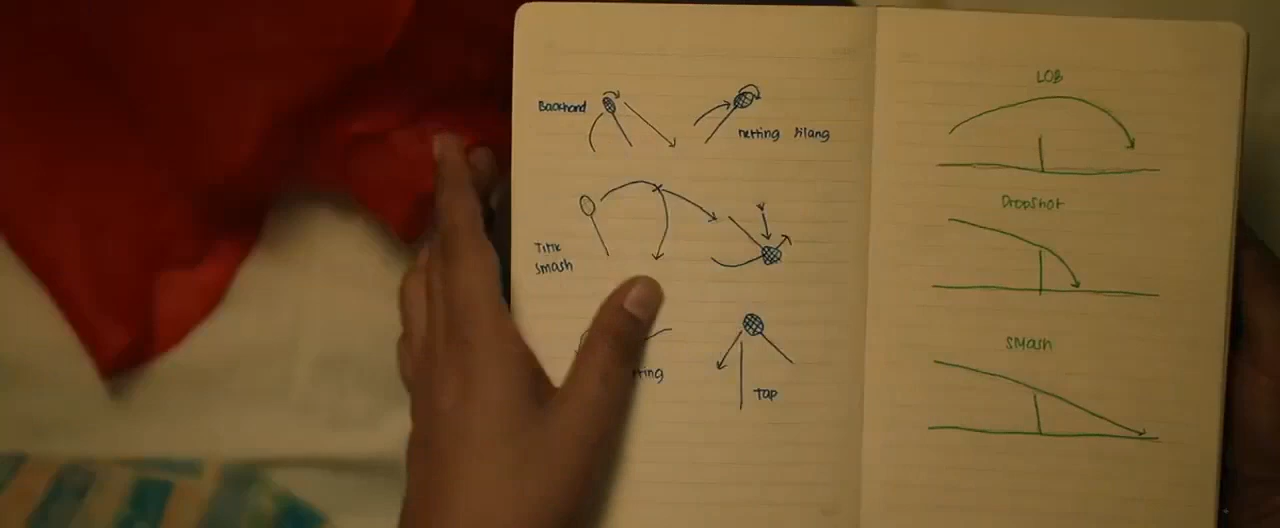 Backhand
netting silang
Titik
smash
Tap
LOB
Dropshot
Smash